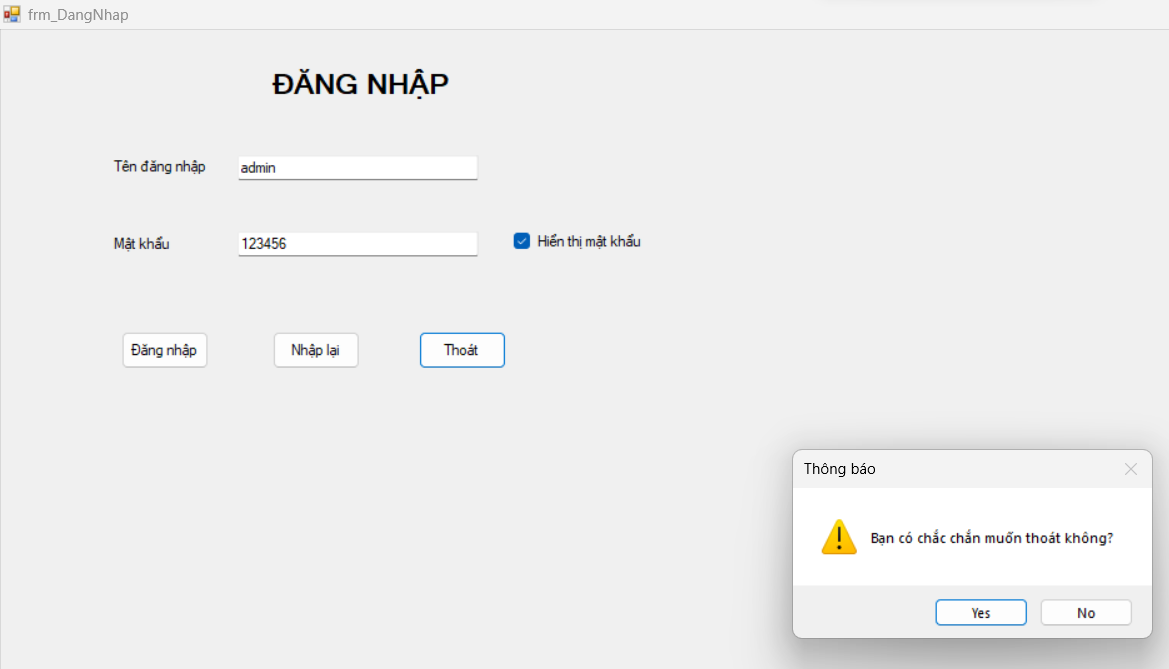 frm_DangNhap
ĐĂNG NHẬP
Tên đăng nhập
admin
Mật khẩu
123456
Hiển thị mật khẩu
Đăng nhập
Nhập lại
Thoát
Thông báo
Bạn có chắc chắn muốn thoát không?
Yes
No